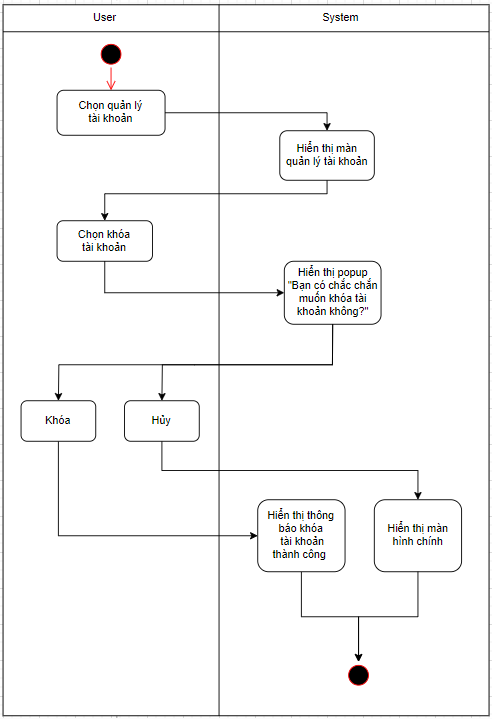 User
System
Chọn quản lý
tài khoản
Hiển thị màn
quản lý tài khoản
Chọn khóa
tài khoản
Hiển thị popup
"Bạn có chắc chắn
muốn khóa tài
khoản không?"
Khóa
Hủy
Hiển thị thông
báo khóa
tài khoản
thành công
Hiển thị màn
hình chính